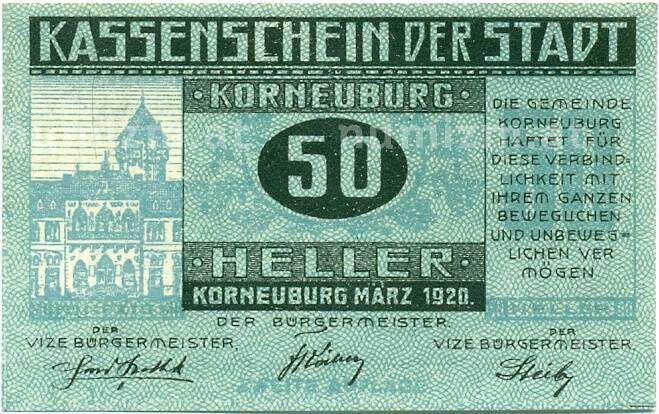 KASSENSCHEIN DER STADT
· KORNEUBURG ·
50
· HELLER ·
KORNEUBURG MÄRZ 1920.
DIE GEMEINDE
KORNEUBURG
HAFTET FÜR
DIESE VERBIND-
LICHKEIT MIT
IHREM GANZEN
BEWEGLICHEN
UND UNBEWEG=
LICHEN VER
MÖGEN
DER
VIZE BÜRGERMEISTER.
DER BÜRGERMEISTER.
DER
VIZE BÜRGERMEISTER.